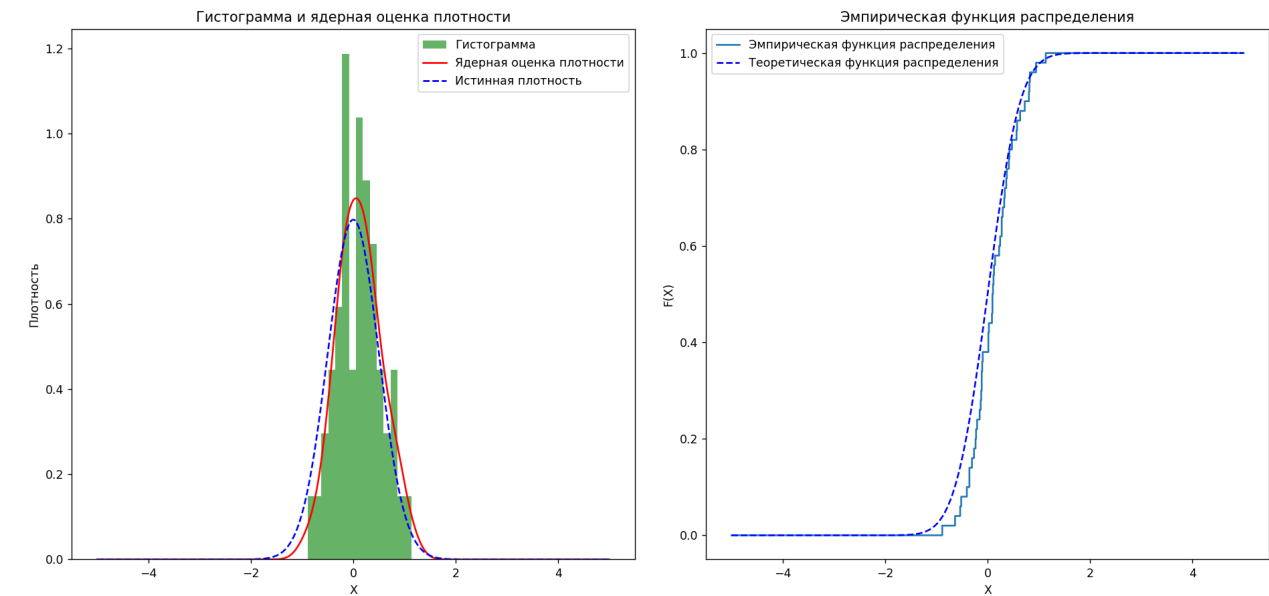 Гистограмма и ядерная оценка плотности
Гистограмма
Ядерная оценка плотности
Истинная плотность
Плотность
1.2
1.0
0.8
0.6
0.4
0.2
0.0
−4
−2
0
2
4
X
Эмпирическая функция распределения
Эмпирическая функция распределения
Теоретическая функция распределения
F(X)
1.0
0.8
0.6
0.4
0.2
0.0
−4
−2
0
2
4
X